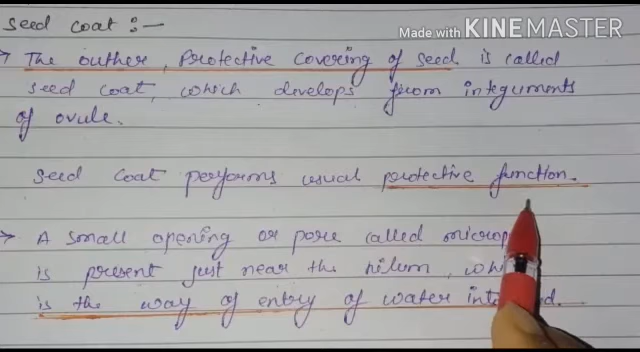 Seed coat :—
Made with KINEMASTER
→ The outher, Protective covering of seed is called
seed coat, which develops from integuments
of ovule.
Seed coat performs usual protective function.
→ A small opening or pore called
is present just near the hilum,
is the way of entry of water